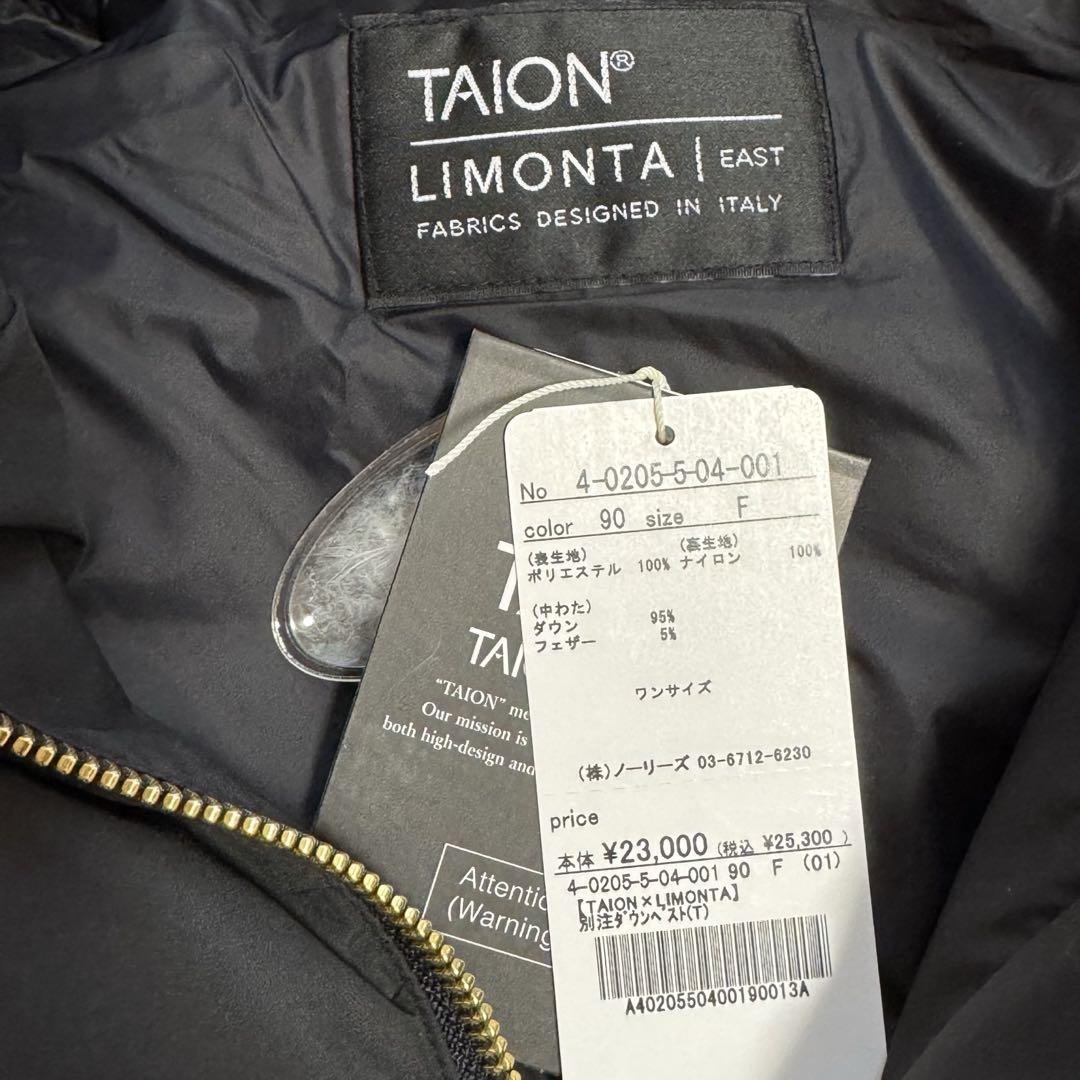 TAION®
LIMONTA | EAST
FABRICS DESIGNED IN ITALY
No 4-0205-5-04-001
color 90 size F
(表生地) (裏生地)
ポリエステル 100% ナイロン 100%
(中わた)
ダウン 95%
フェザー 5%
ワンサイズ
(株)ノーリーズ 03-6712-6230
price
本体 ¥23,000 (税込 ¥25,300 )
4-0205-5-04-001 90 F (01)
【TAION×LIMONTA】
別注ダウンベスト(T)
A4020550400190013A
TAI
"TAION"
Our mission is
both high-design and
(Warning